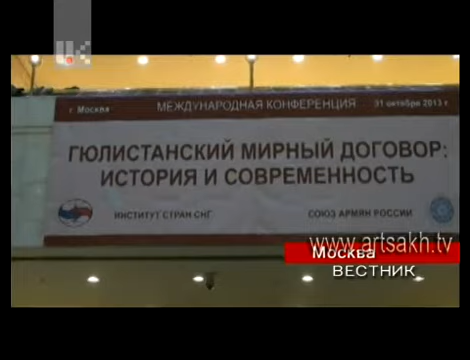 г. Москва МЕЖДУНАРОДНАЯ КОНФЕРЕНЦИЯ 31 октября 2013 г.
ГЮЛИСТАНСКИЙ МИРНЫЙ ДОГОВОР:
ИСТОРИЯ И СОВРЕМЕННОСТЬ
ИНСТИТУТ СТРАН СНГ СОЮЗ АРМЯН РОССИИ
www.artsakh.tv
Москва
ВЕСТНИК